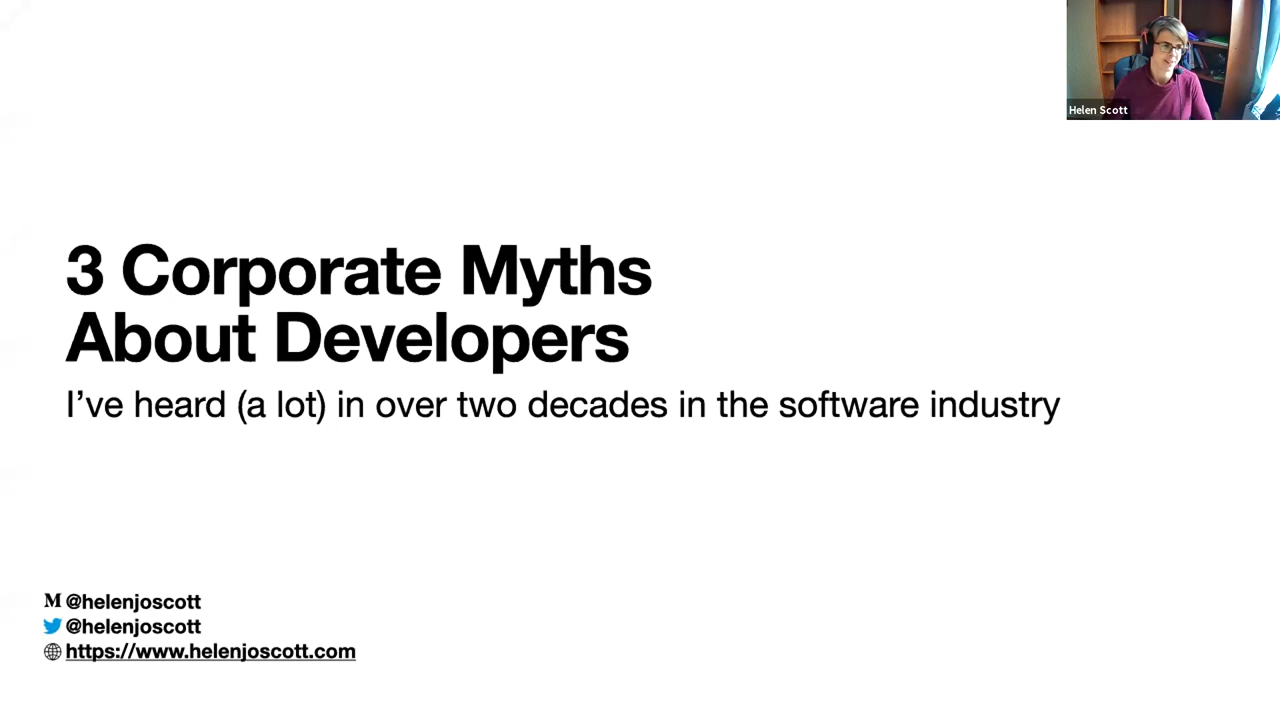 Helen Scott
3 Corporate Myths
About Developers
I've heard (a lot) in over two decades in the software industry
M @helenjoscott
@helenjoscott
https://www.helenjoscott.com